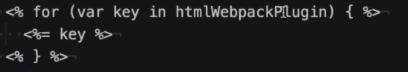 <% for (var key in htmlWebpackPlugin) { %>
<%= key %>
<% } %>